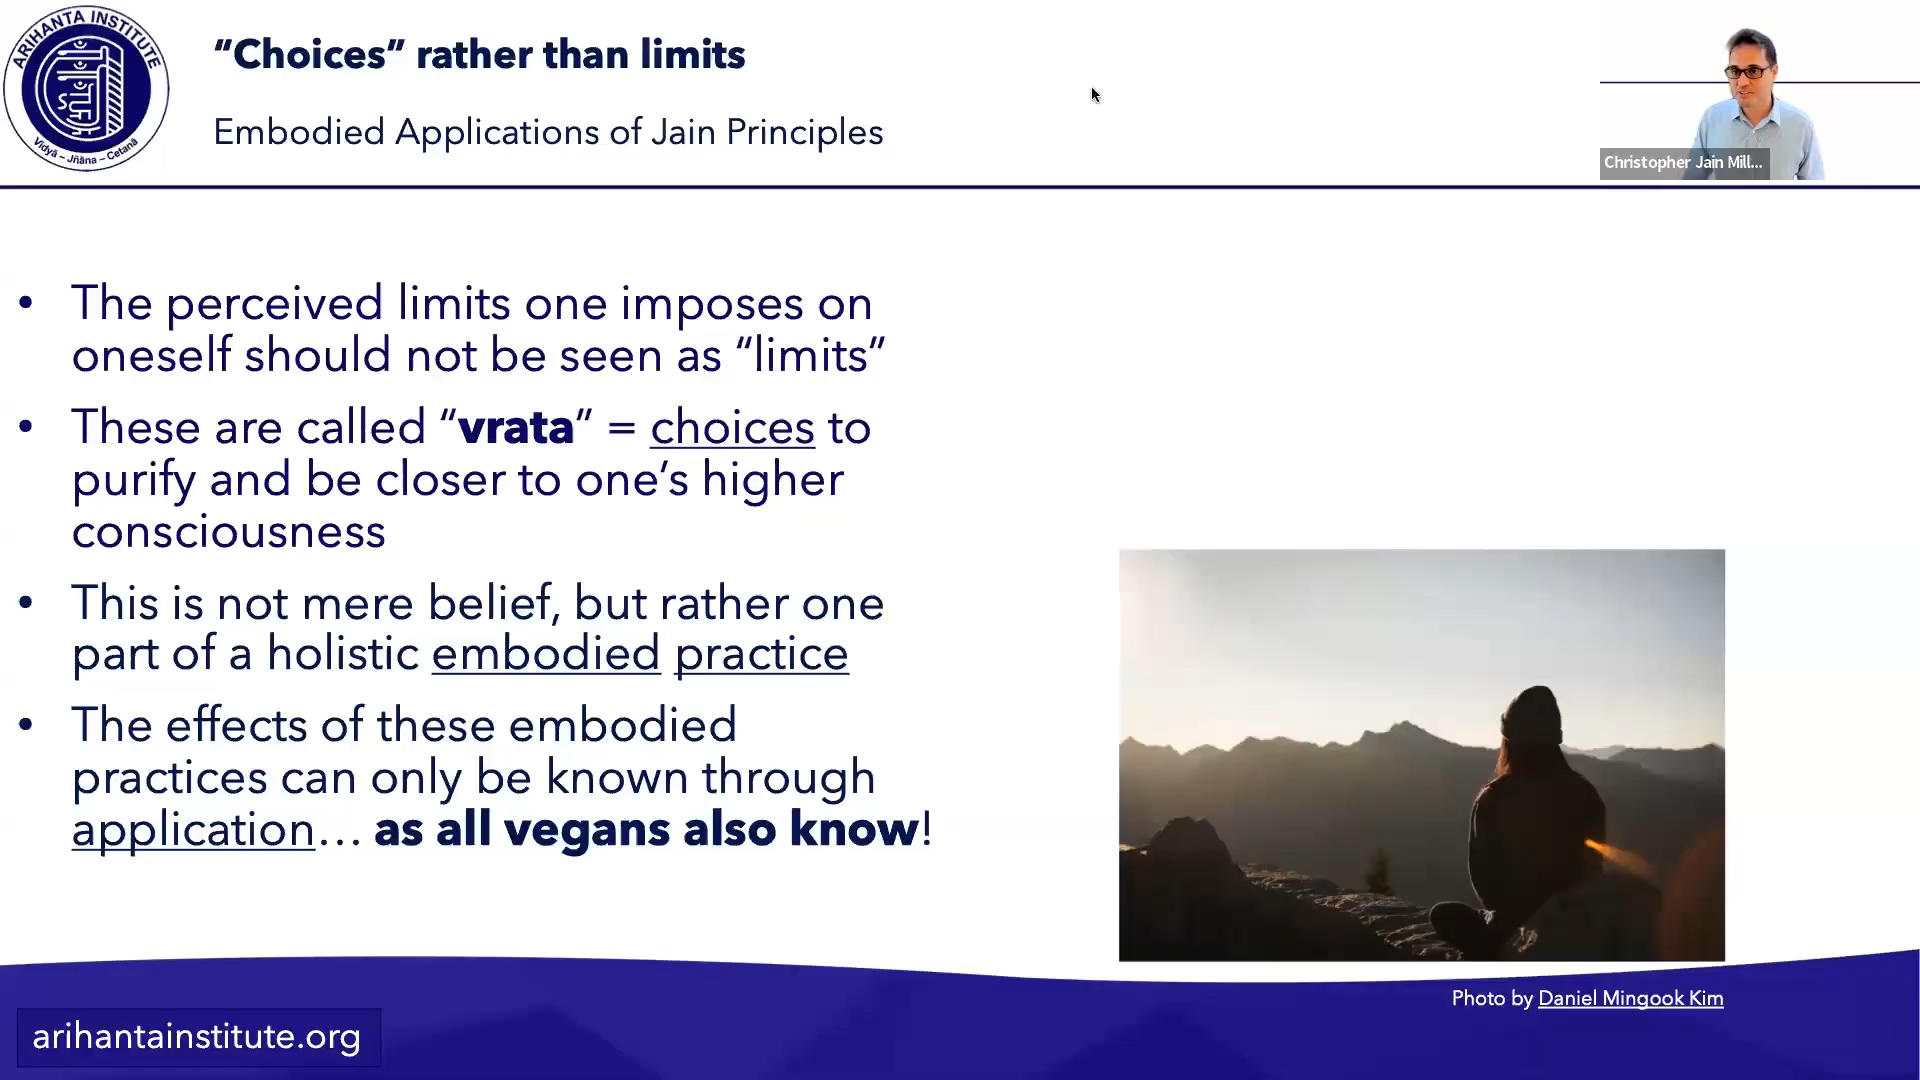 ARIHANTA INSTITUTE
Vidyā – Jñāna – Cetanā
“Choices” rather than limits
Embodied Applications of Jain Principles
Christopher Jain Mill...
• The perceived limits one imposes on
oneself should not be seen as “limits”
• These are called “vrata” = choices to
purify and be closer to one’s higher
consciousness
• This is not mere belief, but rather one
part of a holistic embodied practice
• The effects of these embodied
practices can only be known through
application… as all vegans also know!
Photo by Daniel Mingook Kim
arihantainstitute.org